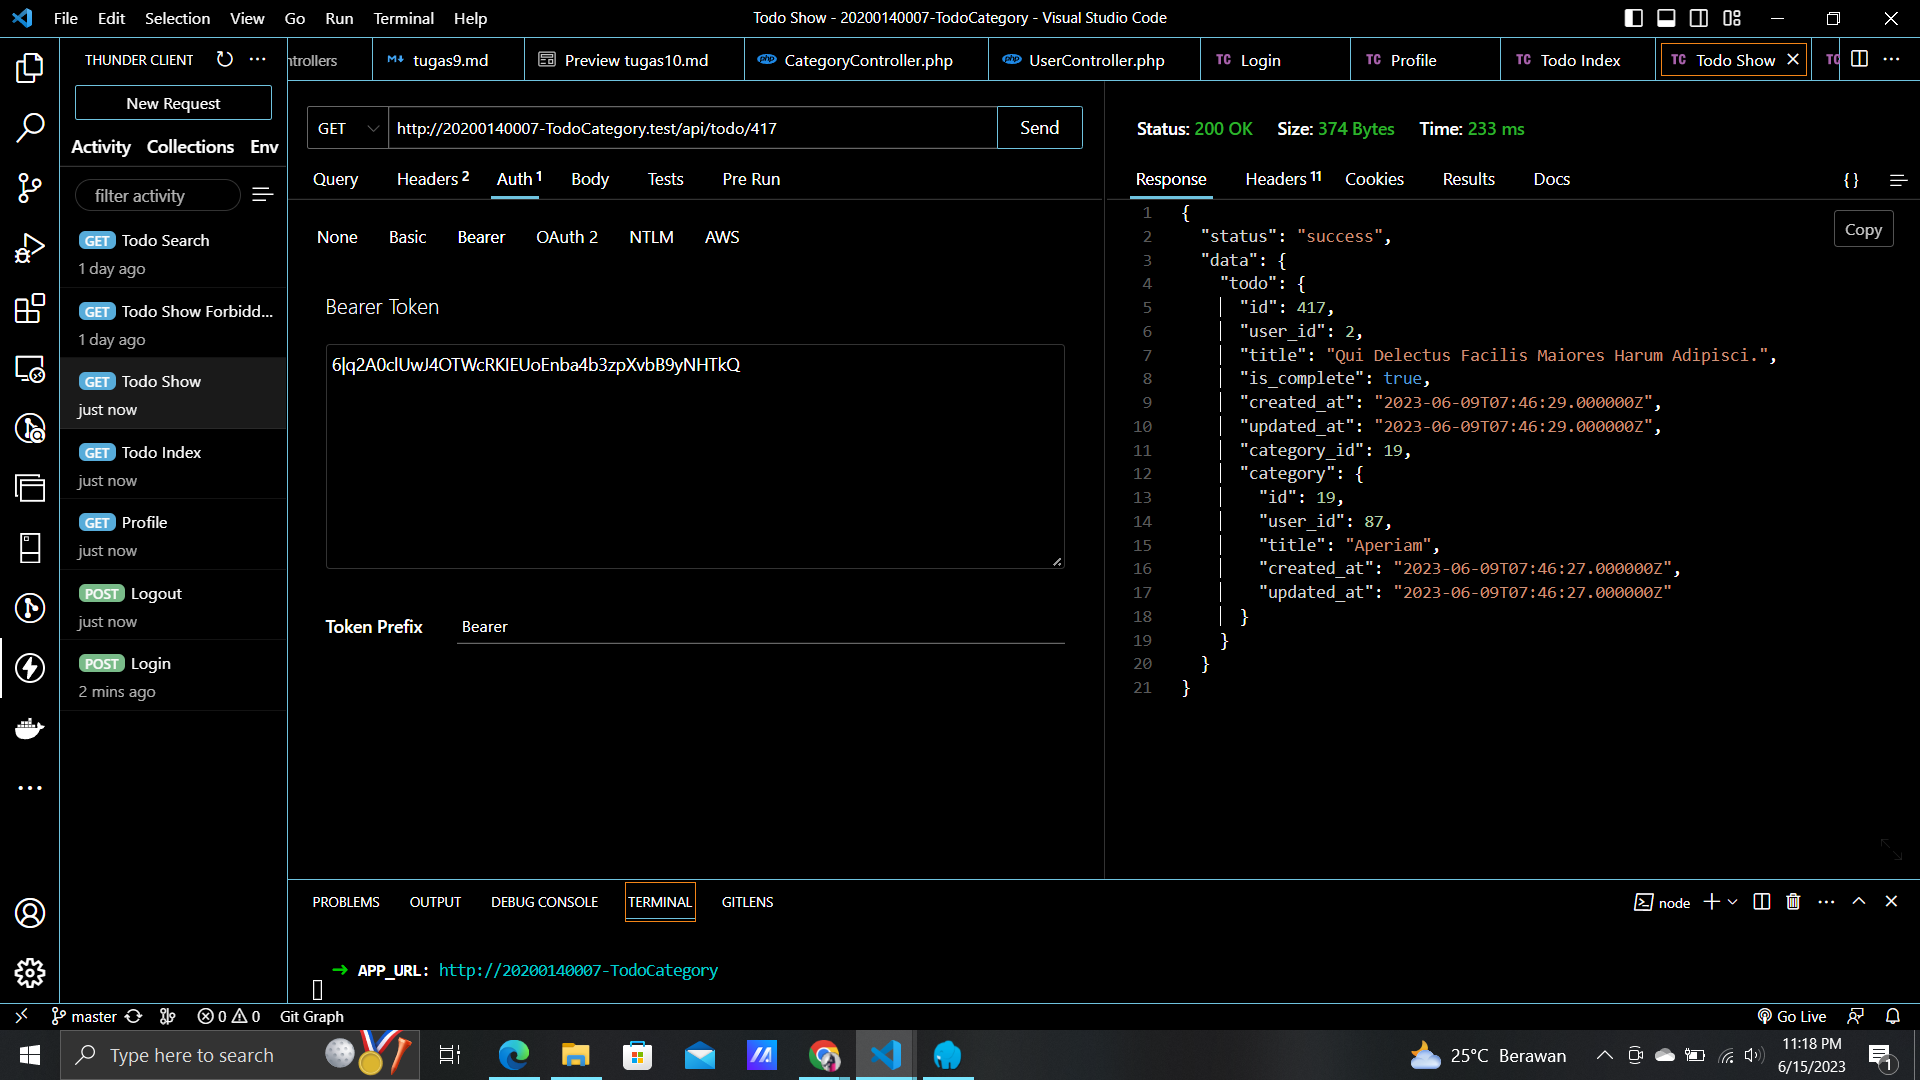 File Edit Selection View Go Run Terminal Help
Todo Show - 20200140007-TodoCategory - Visual Studio Code
THUNDER CLIENT
New Request
Activity Collections Env
filter activity
GET Todo Search
1 day ago
GET Todo Show Forbidd...
1 day ago
GET Todo Show
just now
GET Todo Index
just now
GET Profile
just now
POST Logout
just now
POST Login
2 mins ago
ntrollers
tugas9.md
Preview tugas10.md
CategoryController.php
UserController.php
TC Login
TC Profile
TC Todo Index
TC Todo Show
TC
GET
http://20200140007-TodoCategory.test/api/todo/417
Send
Query Headers 2 Auth 1 Body Tests Pre Run
None Basic Bearer OAuth 2 NTLM AWS
Bearer Token
6|q2A0clUwJ4OTWcRKIEUoEnba4b3zpXvbB9yNHTkQ
Token Prefix Bearer
Status: 200 OK Size: 374 Bytes Time: 233 ms
Response Headers 11 Cookies Results Docs
{ }
Copy
1 {
2 "status": "success",
3 "data": {
4 "todo": {
5 "id": 417,
6 "user_id": 2,
7 "title": "Qui Delectus Facilis Maiores Harum Adipisci.",
8 "is_complete": true,
9 "created_at": "2023-06-09T07:46:29.000000Z",
10 "updated_at": "2023-06-09T07:46:29.000000Z",
11 "category_id": 19,
12 "category": {
13 "id": 19,
14 "user_id": 87,
15 "title": "Aperiam",
16 "created_at": "2023-06-09T07:46:27.000000Z",
17 "updated_at": "2023-06-09T07:46:27.000000Z"
18 }
19 }
20 }
21 }
PROBLEMS OUTPUT DEBUG CONSOLE TERMINAL GITLENS
node
➜ APP_URL: http://20200140007-TodoCategory
master 0 0 Git Graph
Go Live
Type here to search
25°C Berawan
11:18 PM
6/15/2023
1